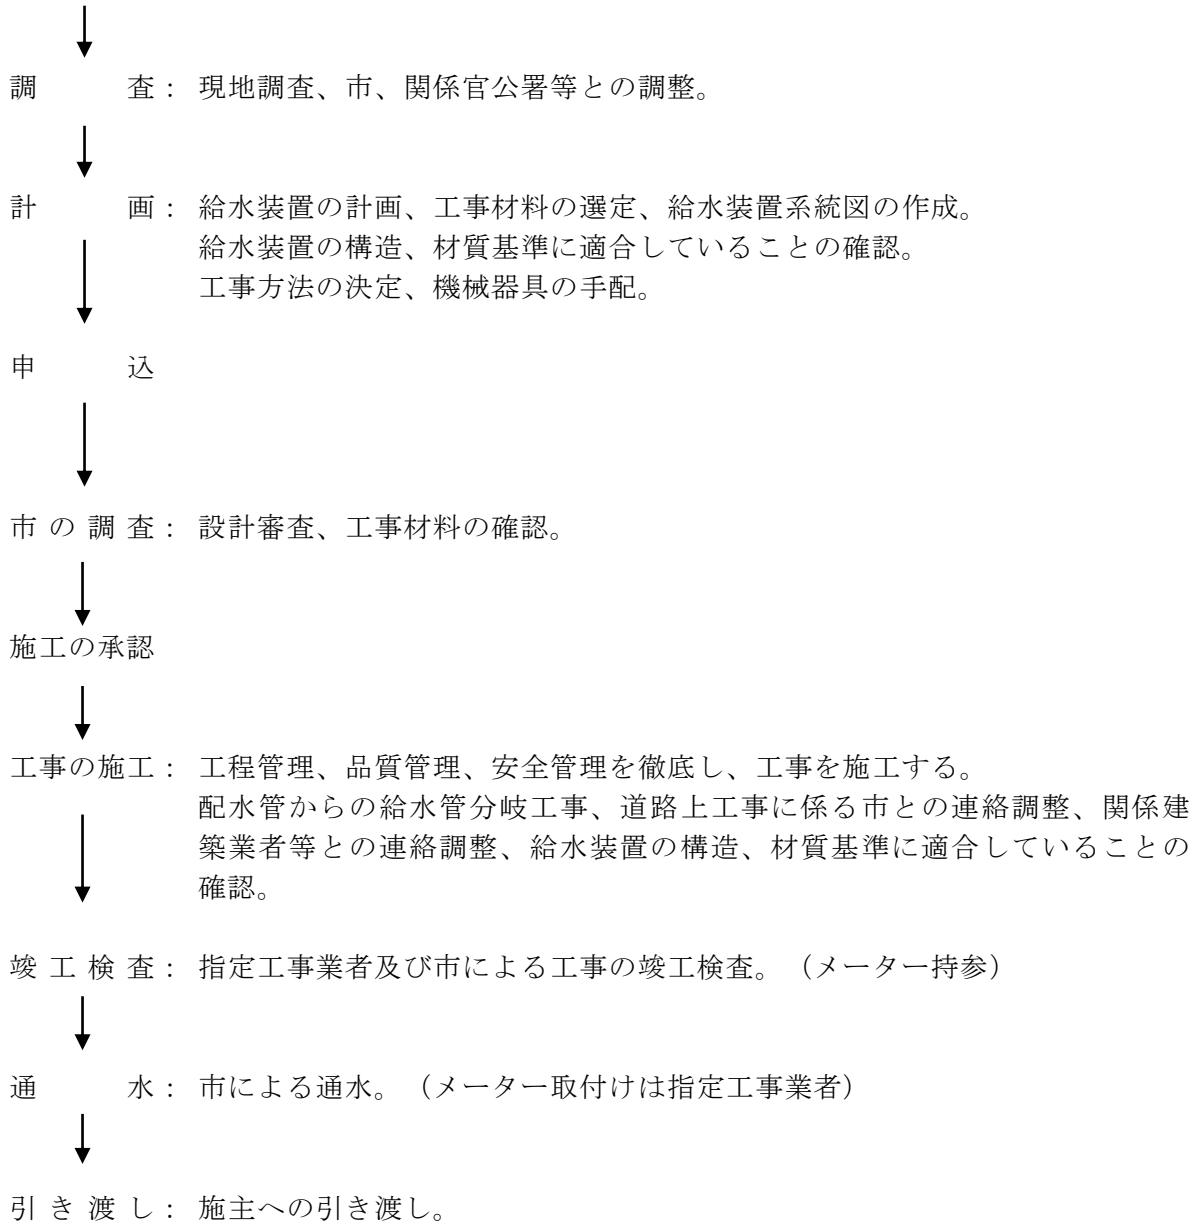 調査：現地調査、市、関係官公署等との調整。
計画：給水装置の計画、工事材料の選定、給水装置系統図の作成。
給水装置の構造、材質基準に適合していることの確認。
工事方法の決定、機械器具の手配。
申込
市の調査：設計審査、工事材料の確認。
施工の承認
工事の施工：工程管理、品質管理、安全管理を徹底し、工事を施工する。
配水管からの給水管分岐工事、道路上工事に係る市との連絡調整、関係建
築業者等との連絡調整、給水装置の構造、材質基準に適合していることの
確認。
竣工検査：指定工事業者及び市による工事の竣工検査。（メーター持参）
通水：市による通水。（メーター取付けは指定工事業者）
引き渡し：施主への引き渡し。